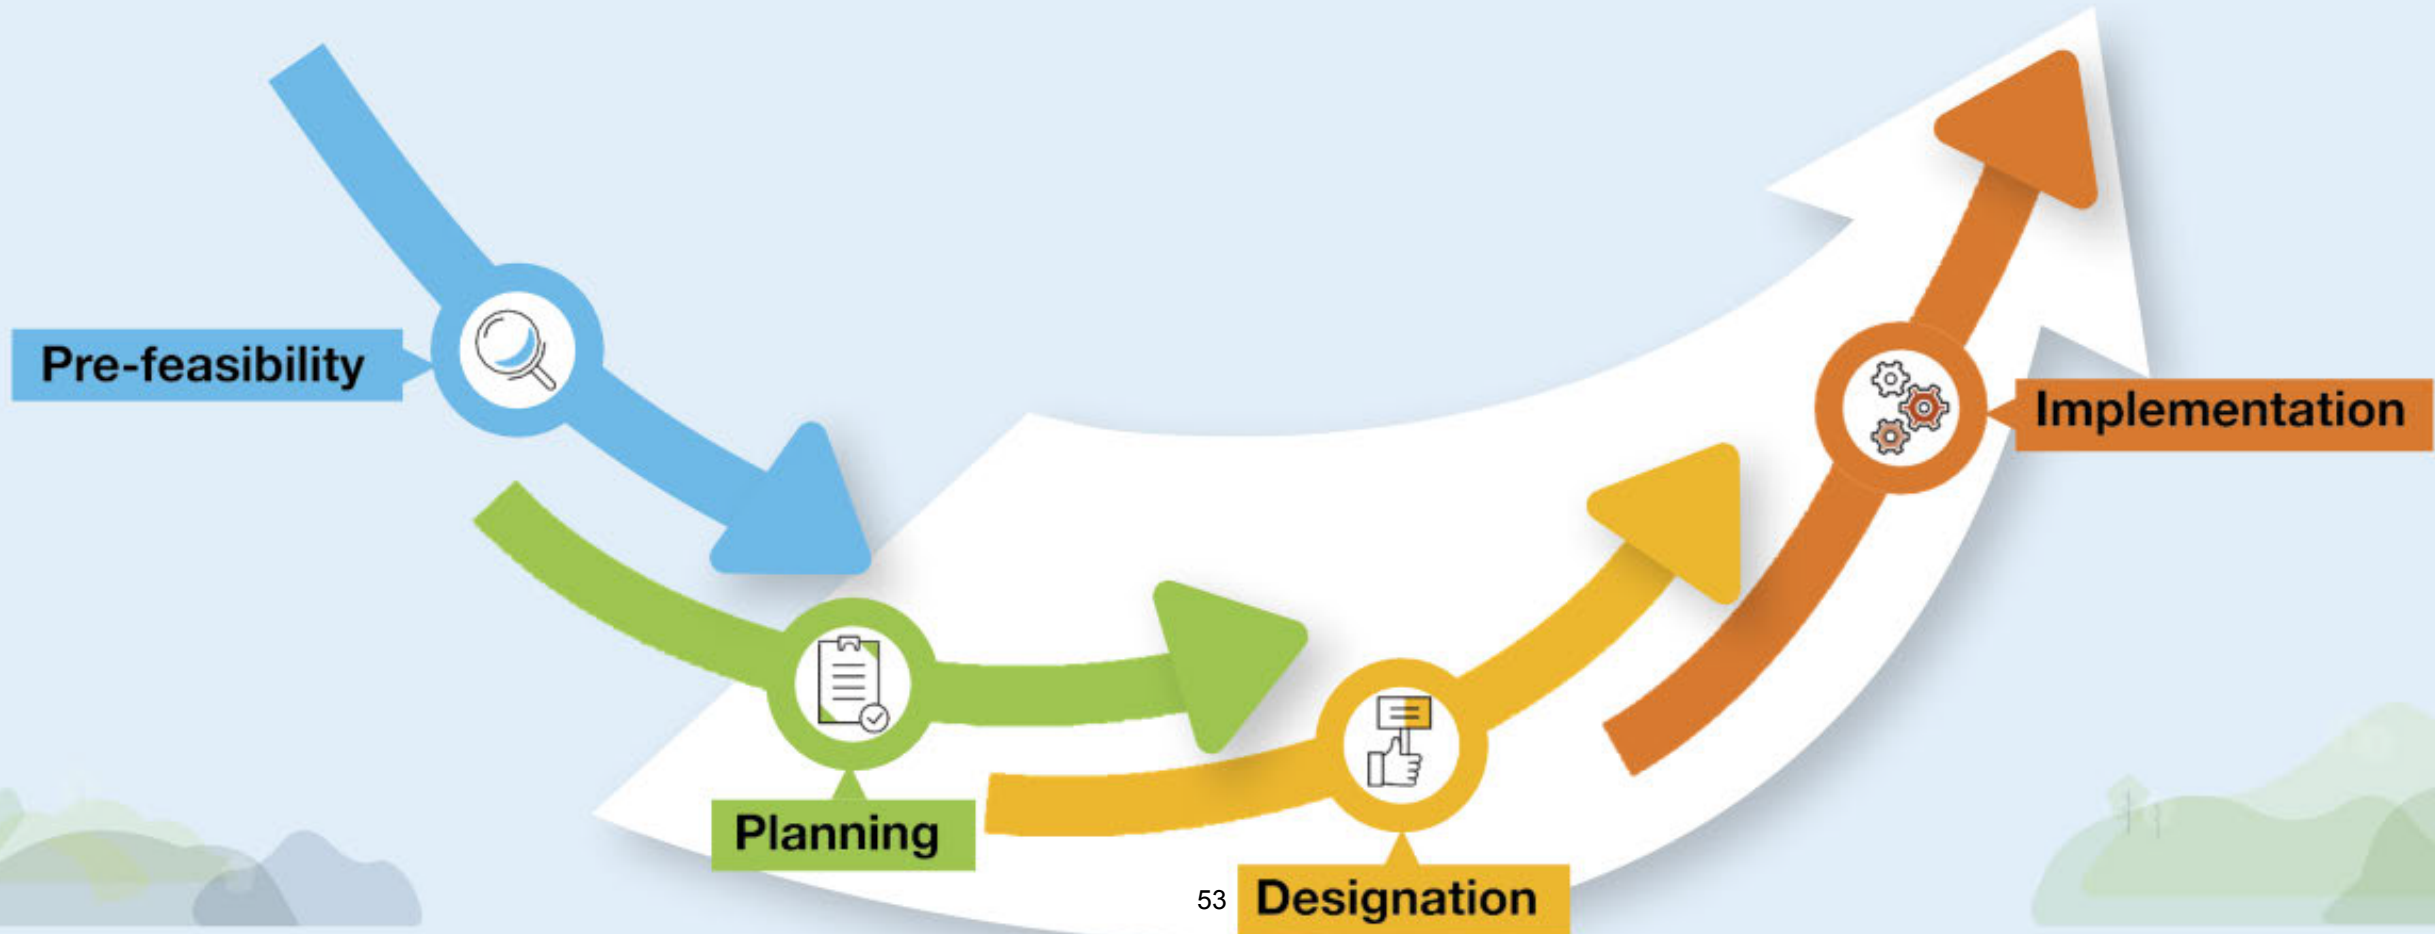 Pre-feasibility
Planning
53
Designation
Implementation